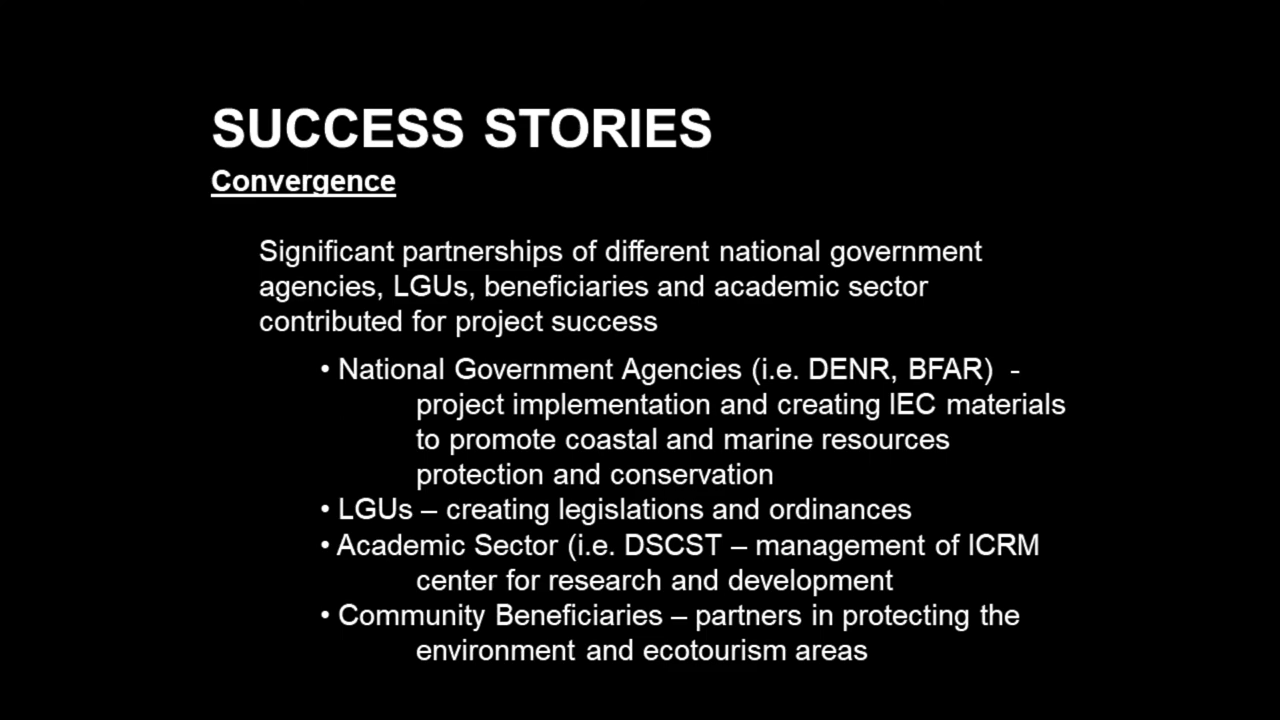 SUCCESS STORIES
Convergence
Significant partnerships of different national government
agencies, LGUs, beneficiaries and academic sector
contributed for project success
• National Government Agencies (i.e. DENR, BFAR)  -
project implementation and creating IEC materials
to promote coastal and marine resources
protection and conservation
• LGUs – creating legislations and ordinances
• Academic Sector (i.e. DSCST – management of ICRM
center for research and development
• Community Beneficiaries – partners in protecting the
environment and ecotourism areas